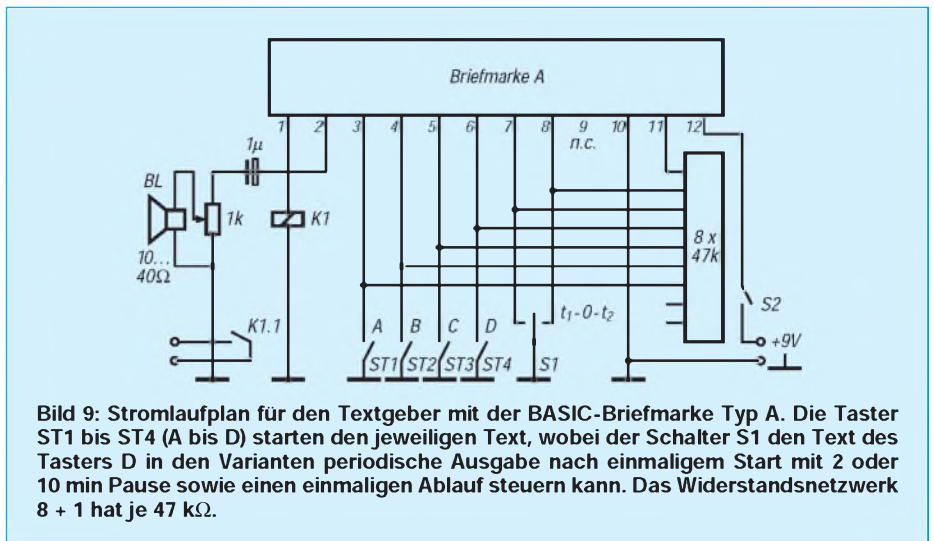 Briefmarke A
1 2 3 4 5 6 7 8 9 10 11 12
n.c.
1µ
BL
1k
K1
8 x
47k
10...
40Ω
S2
t1-0-t2
K1.1
A B C D
+9V
ST1 ST2 ST3 ST4 S1
Bild 9: Stromlaufplan für den Textgeber mit der BASIC-Briefmarke Typ A. Die Taster
ST1 bis ST4 (A bis D) starten den jeweiligen Text, wobei der Schalter S1 den Text des
Tasters D in den Varianten periodische Ausgabe nach einmaligem Start mit 2 oder
10 min Pause sowie einen einmaligen Ablauf steuern kann. Das Widerstandsnetzwerk
8 + 1 hat je 47 kΩ.